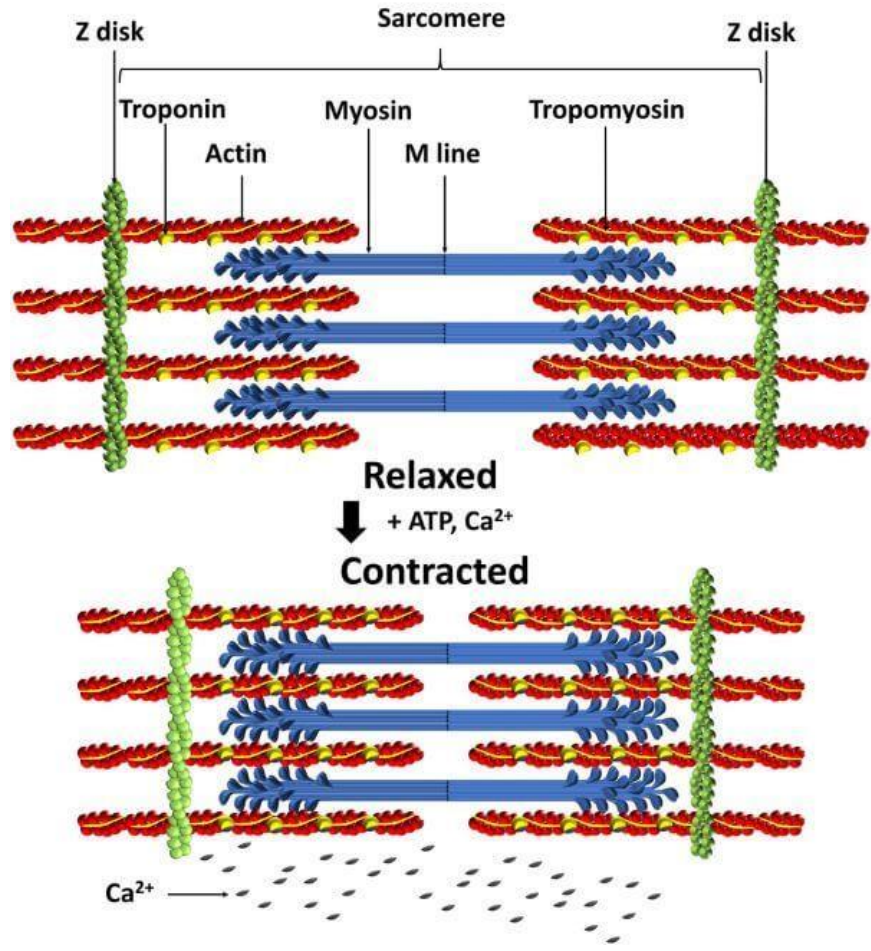 Sarcomere
Z disk
Z disk
Troponin
Myosin
Tropomyosin
Actin
M line
Relaxed
+ ATP, Ca²⁺
Contracted
Ca²⁺